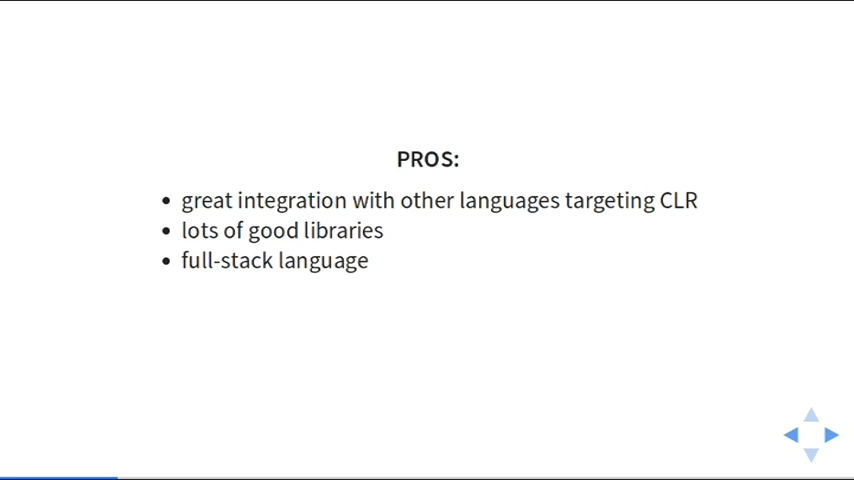 PROS:
• great integration with other languages targeting CLR
• lots of good libraries
• full-stack language